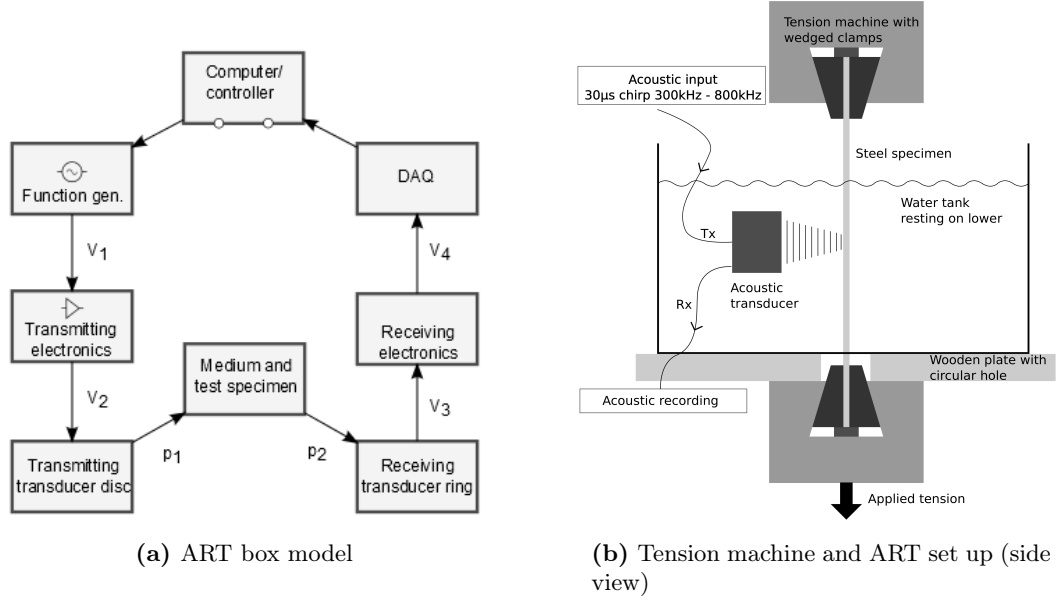 Computer/
controller
Function gen.
DAQ
V1
V4
Transmitting
electronics
Receiving
electronics
Medium and
test specimen
V2
V3
p1
p2
Transmitting
transducer disc
Receiving
transducer ring
(a) ART box model
Tension machine with
wedged clamps
Acoustic input
30µs chirp 300kHz - 800kHz
Steel specimen
Water tank
resting on lower
Tx
Acoustic
transducer
Rx
Wooden plate with
circular hole
Acoustic recording
Applied tension
(b) Tension machine and ART set up (side
view)